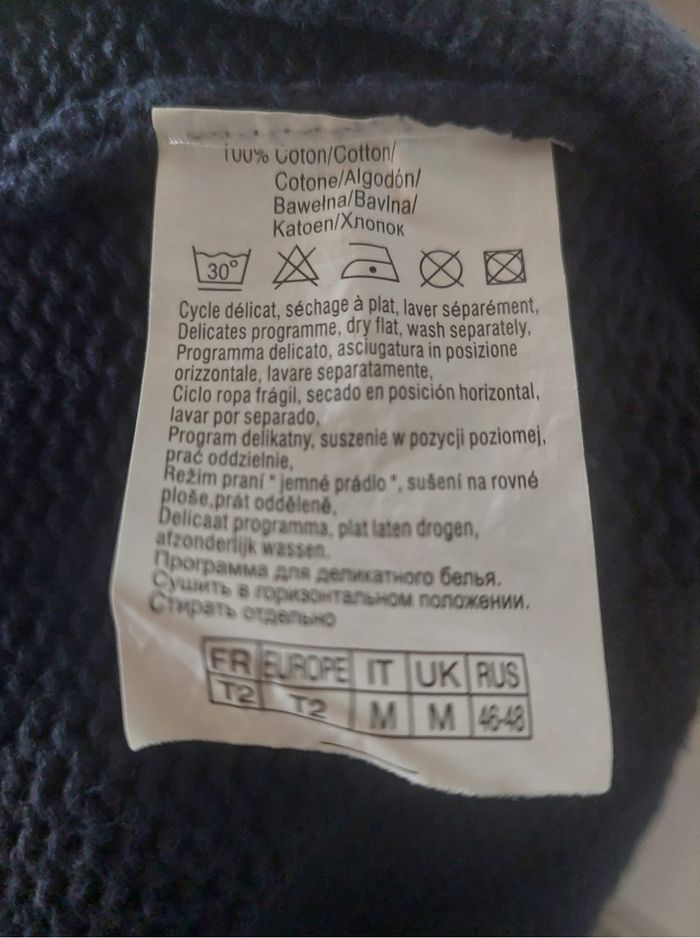 100% Coton/Cotton/
Cotone/Algodón/
Bawełna/Bavlna/
Katoen/Хлопок
30°
Cycle délicat, séchage à plat, laver séparément,
Delicates programme, dry flat, wash separately,
Programma delicato, asciugatura in posizione
orizzontale, lavare separatamente,
Ciclo ropa frágil, secado en posición horizontal,
lavar por separado,
Program delikatny, suszenie w pozycji poziomej,
prać oddzielnie,
Režim praní " jemné prádlo ", sušení na rovné
ploše,prát odděleně,
Delicaat programma, plat laten drogen,
afzonderlijk wassen.
Программа для деликатного белья.
Сушить в горизонтальном положении.
Стирать отдельно
FR EUROPE IT UK RUS
T2 T2 M M 46-48